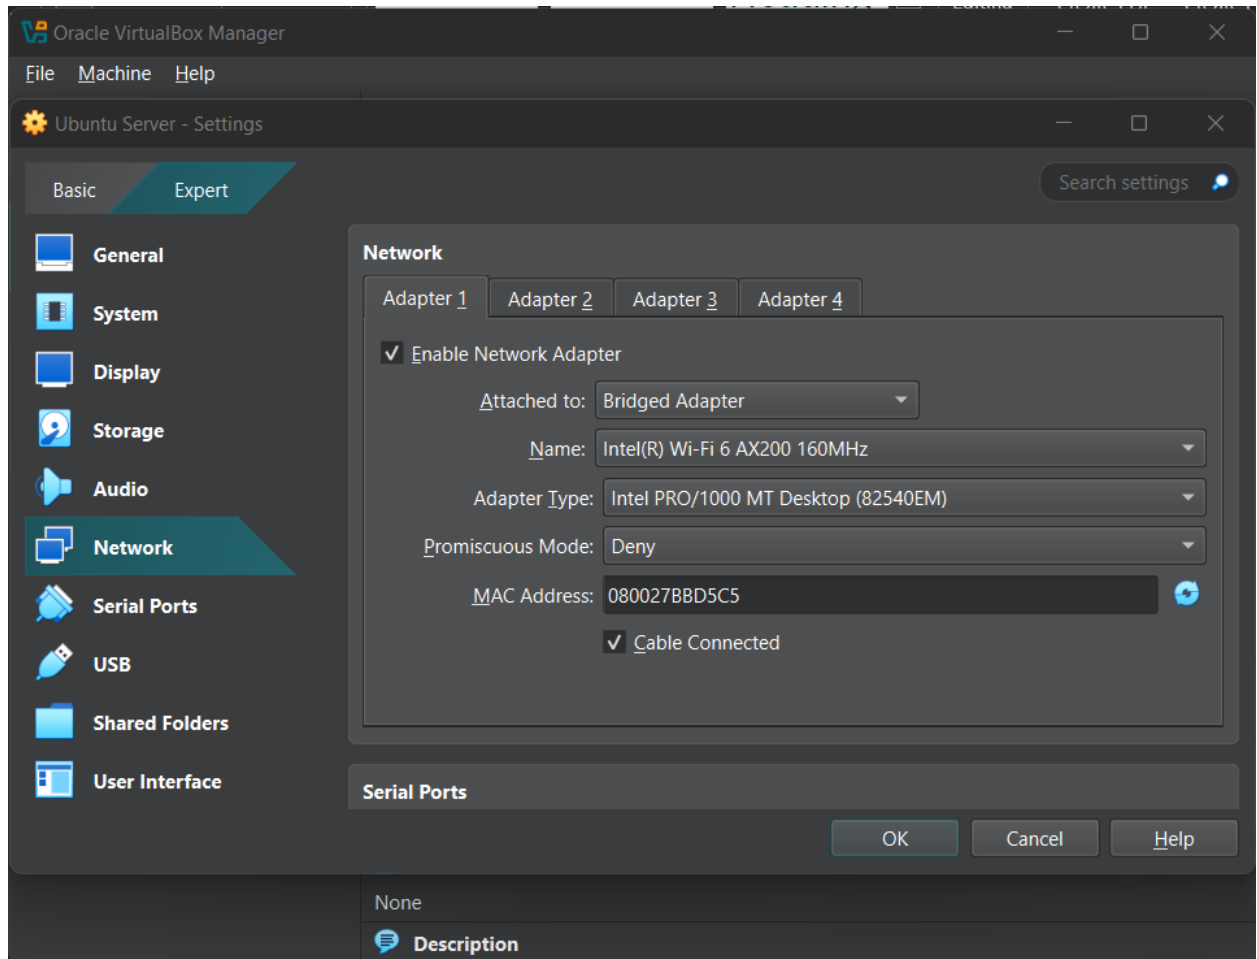 Oracle VirtualBox Manager
File Machine Help
Ubuntu Server - Settings
Basic Expert
Search settings
General
System
Display
Storage
Audio
Network
Serial Ports
USB
Shared Folders
User Interface
Network
Adapter 1 Adapter 2 Adapter 3 Adapter 4
Enable Network Adapter
Attached to: Bridged Adapter
Name: Intel(R) Wi-Fi 6 AX200 160MHz
Adapter Type: Intel PRO/1000 MT Desktop (82540EM)
Promiscuous Mode: Deny
MAC Address: 080027BBD5C5
Cable Connected
Serial Ports
OK Cancel Help
None
Description